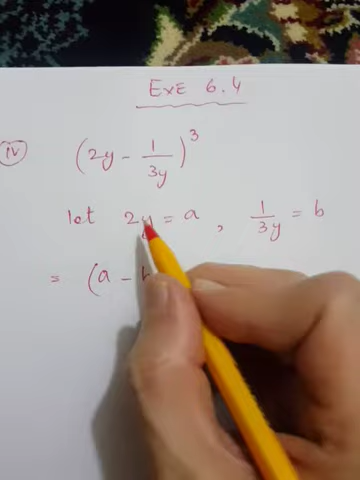 EXE 6.4
(iv) (2y - 1/3y)³
let 2y = a , 1/3y = b
= (a - b